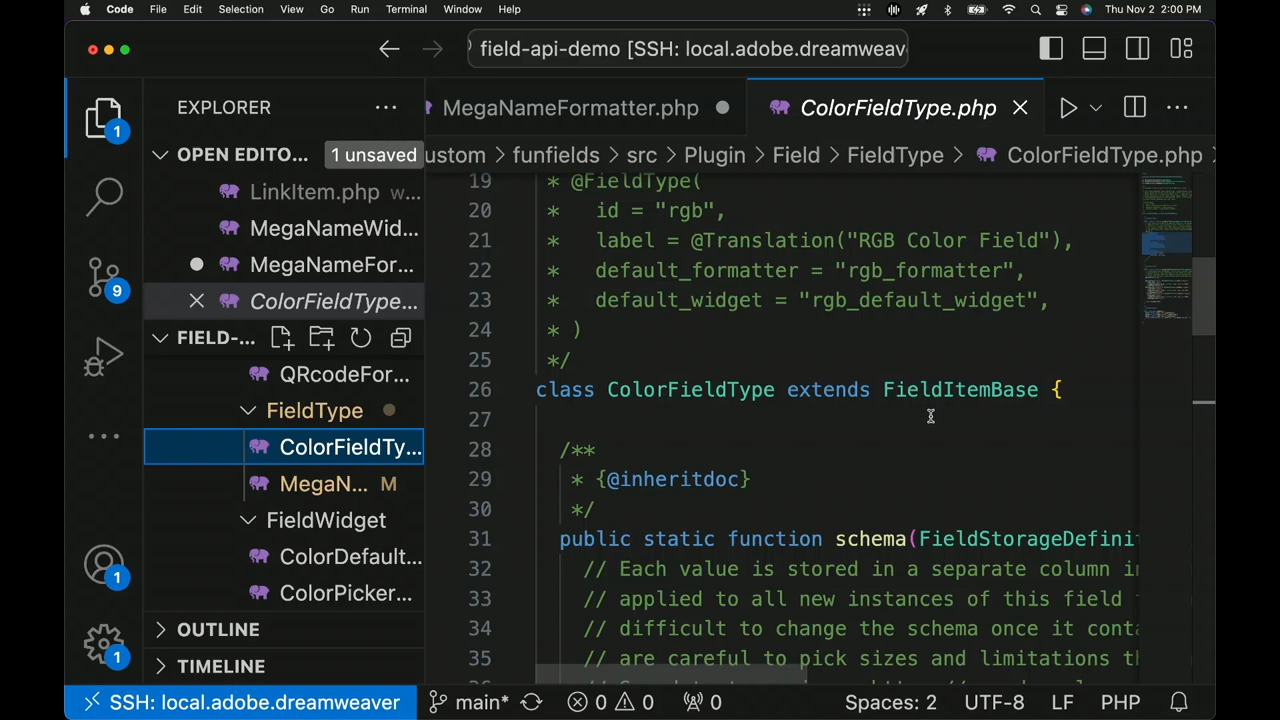 Code File Edit Selection View Go Run Terminal Window Help Thu Nov 2 2:00 PM
field-api-demo [SSH: local.adobe.dreamweav
EXPLORER
MegaNameFormatter.php
ColorFieldType.php
OPEN EDITO...
1 unsaved
ustom > funfields > src > Plugin > Field > FieldType > ColorFieldType.php >
LinkItem.php w...
MegaNameWid...
MegaNameFor...
ColorFieldType...
FIELD-...
QRcodeFor...
FieldType
ColorFieldTy...
MegaN... M
FieldWidget
ColorDefault...
ColorPicker...
OUTLINE
TIMELINE
1
9
1
1
19 * @FieldType(
20 * id = "rgb",
21 * label = @Translation("RGB Color Field"),
22 * default_formatter = "rgb_formatter",
23 * default_widget = "rgb_default_widget",
24 * )
25 */
26 class ColorFieldType extends FieldItemBase {
27
28 /**
29 * {@inheritdoc}
30 */
31 public static function schema(FieldStorageDefinit
32 // Each value is stored in a separate column i
33 // applied to all new instances of this field
34 // difficult to change the schema once it cont
35 // are careful to pick sizes and limitations t
SSH: local.adobe.dreamweaver main* 0 0 0 Spaces: 2 UTF-8 LF PHP